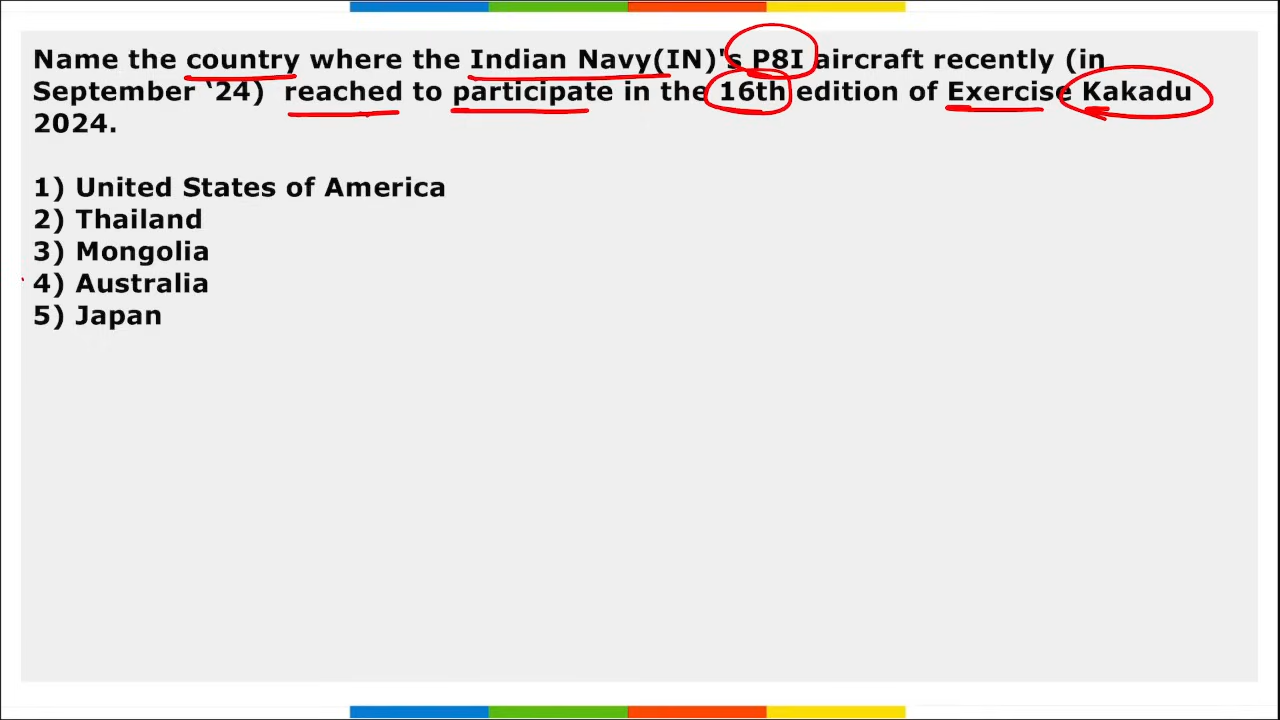 Name the country where the Indian Navy(IN)'s P8I aircraft recently (in
September ‘24) reached to participate in the 16th edition of Exercise Kakadu
2024.
1) United States of America
2) Thailand
3) Mongolia
4) Australia
5) Japan